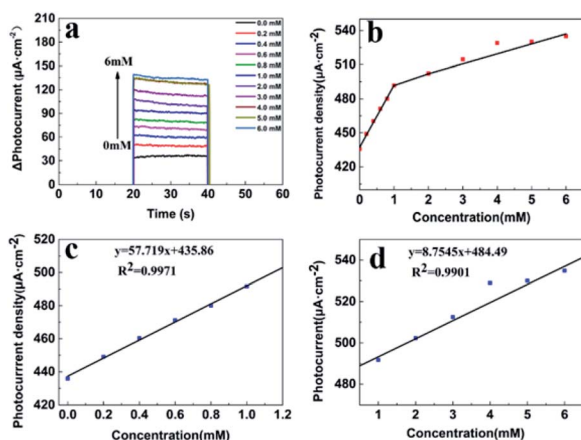 a
ΔPhotocurrent (μA·cm⁻²)
210
180
150
120
90
60
30
0
6mM
0mM
0.0 mM
0.2 mM
0.4 mM
0.6 mM
0.8 mM
1.0 mM
2.0 mM
3.0 mM
4.0 mM
5.0 mM
6.0 mM
0 10 20 30 40 50 60
Time (s)
b
Photocurrent density(μA·cm⁻²)
540
510
480
450
420
0 1 2 3 4 5 6
Concentration(mM)
c
y=57.719x+435.86
R²=0.9971
Photocurrrent density(μA·cm⁻²)
520
500
480
460
440
420
0.0 0.2 0.4 0.6 0.8 1.0 1.2
Concentration(mM)
d
y=8.7545x+484.49
R²=0.9901
Photocurrent(μA·cm⁻²)
540
520
500
480
1 2 3 4 5 6
Concentration(mM)